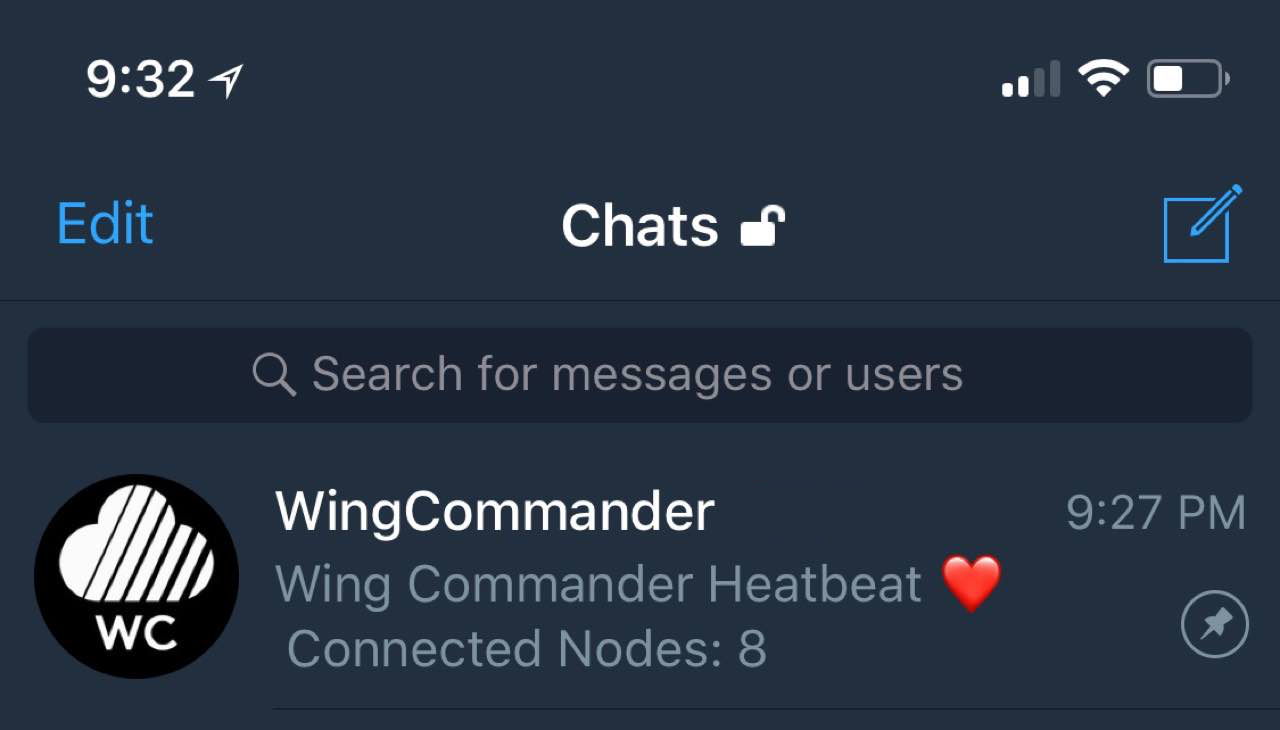 9:32
Edit
Chats
Search for messages or users
WC
WingCommander
9:27 PM
Wing Commander Heatbeat ❤️
Connected Nodes: 8